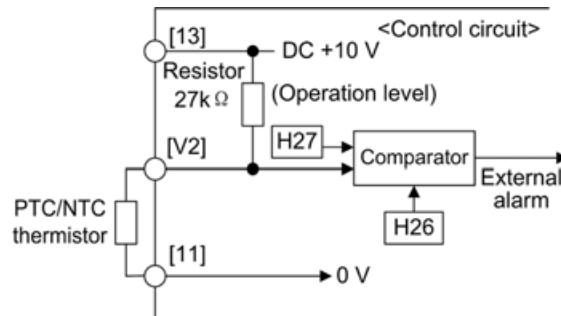 [13]
<Control circuit>
DC +10 V
Resistor
27k Ω
(Operation level)
[V2]
H27
Comparator
External
alarm
PTC/NTC
thermistor
H26
[11]
0 V